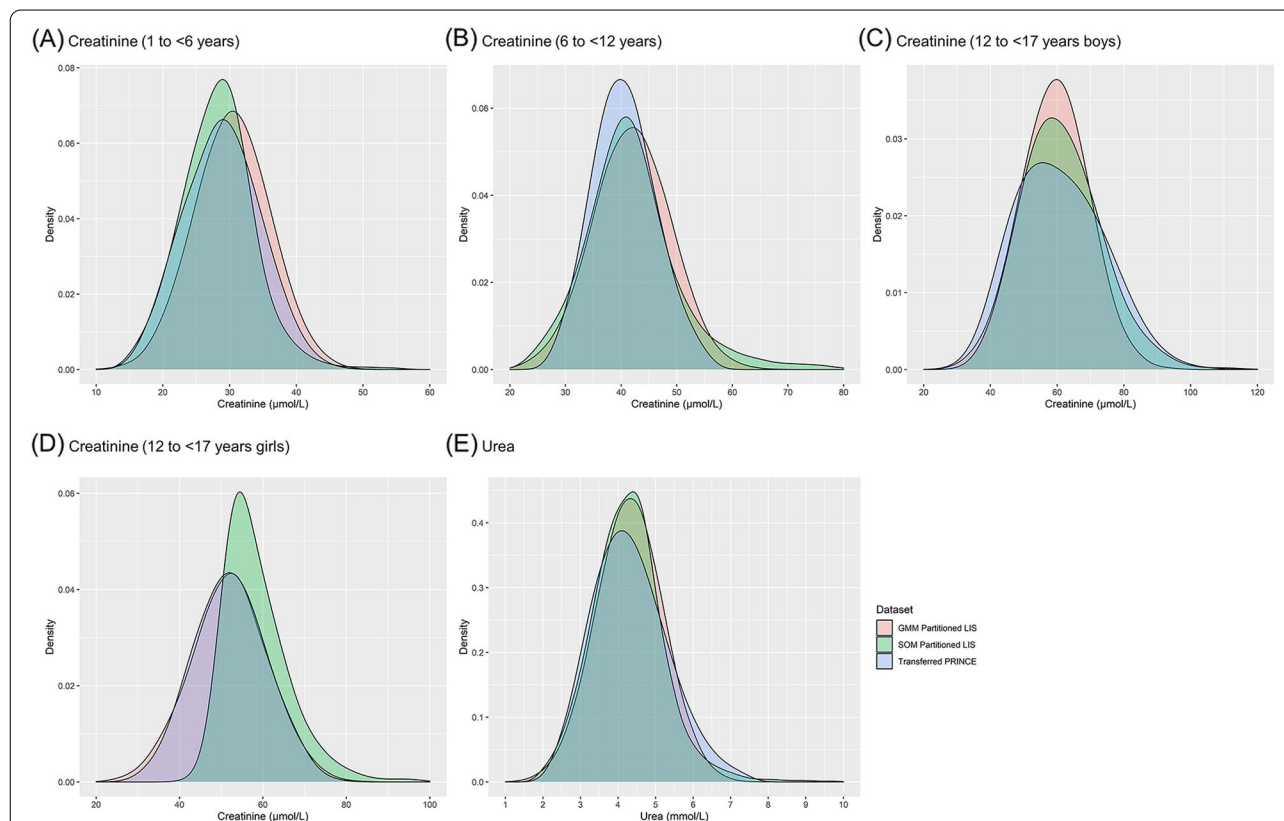 (A) Creatinine (1 to <6 years)
0.08
0.06
0.04
0.02
0.00
Density
10 20 30 40 50 60
Creatinine (µmol/L)
(B) Creatinine (6 to <12 years)
0.06
0.04
0.02
0.00
Density
20 30 40 50 60 70 80
Creatinine (µmol/L)
(C) Creatinine (12 to <17 years boys)
0.03
0.02
0.01
0.00
Density
20 40 60 80 100 120
Creatinine (µmol/L)
(D) Creatinine (12 to <17 years girls)
0.06
0.04
0.02
0.00
Density
20 40 60 80 100
Creatinine (µmol/L)
(E) Urea
0.4
0.3
0.2
0.1
0.0
Density
1 2 3 4 5 6 7 8 9 10
Urea (mmol/L)
Dataset
GMM Partitioned LIS
SOM Partitioned LIS
Transferred PRINCE